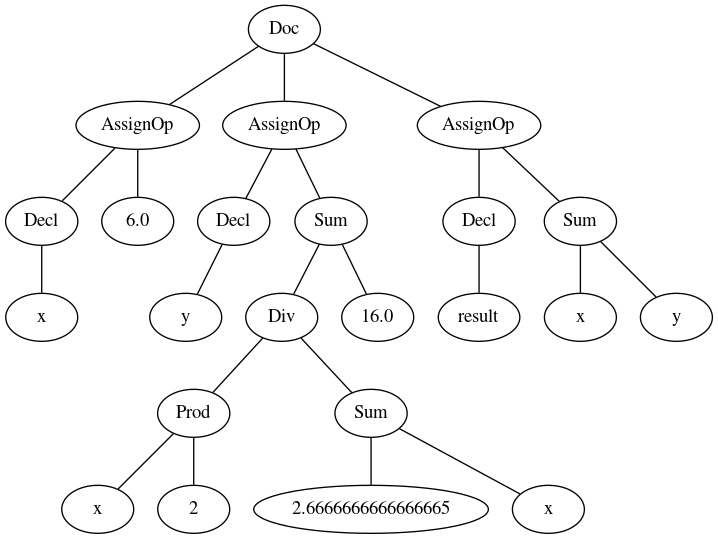 Doc
AssignOp AssignOp AssignOp
Decl 6.0 Decl Sum Decl Sum
x y Div 16.0 result x y
Prod Sum
x 2 2.6666666666666665 x